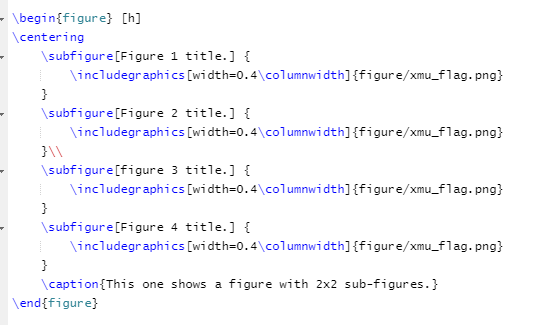 \begin{figure} [h]
\centering
\subfigure[Figure 1 title.] {
\includegraphics[width=0.4\columnwidth]{figure/xmu_flag.png}
}
\subfigure[Figure 2 title.] {
\includegraphics[width=0.4\columnwidth]{figure/xmu_flag.png}
}\\
\subfigure[figure 3 title.] {
\includegraphics[width=0.4\columnwidth]{figure/xmu_flag.png}
}
\subfigure[Figure 4 title.] {
\includegraphics[width=0.4\columnwidth]{figure/xmu_flag.png}
}
\caption{This one shows a figure with 2x2 sub-figures.}
\end{figure}